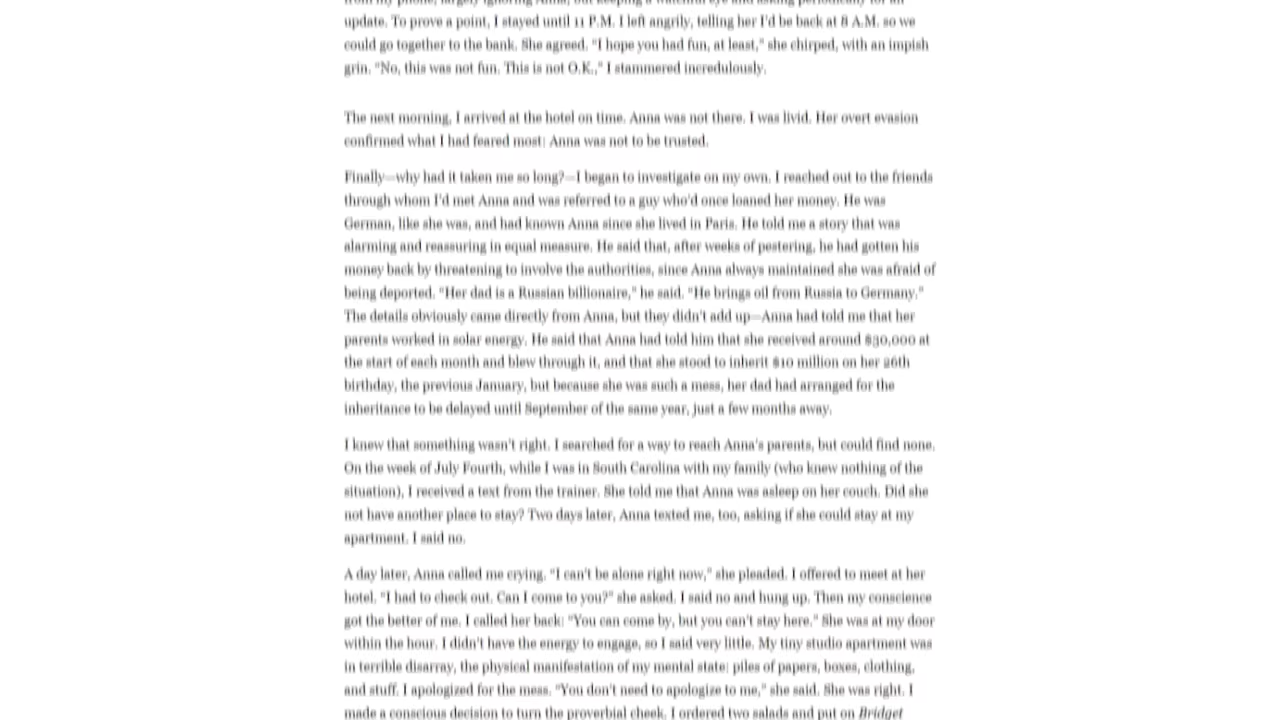 update. To prove a point, I stayed until 11 P.M. I left angrily, telling her I'd be back at 8 A.M. so we
could go together to the bank. She agreed. “I hope you had fun, at least,” she chirped, with an impish
grin. “No, this was not fun. This is not O.K.,” I stammered incredulously.
The next morning, I arrived at the hotel on time. Anna was not there. I was livid. Her overt evasion
confirmed what I had feared most: Anna was not to be trusted.
Finally—why had it taken me so long?—I began to investigate on my own. I reached out to the friends
through whom I'd met Anna and was referred to a guy who'd once loaned her money. He was
German, like she was, and had known Anna since she lived in Paris. He told me a story that was
alarming and reassuring in equal measure. He said that, after weeks of pestering, he had gotten his
money back by threatening to involve the authorities, since Anna always maintained she was afraid of
being deported. “Her dad is a Russian billionaire,” he said. “He brings oil from Russia to Germany.”
The details obviously came directly from Anna, but they didn't add up—Anna had told me that her
parents worked in solar energy. He said that Anna had told him that she received around $30,000 at
the start of each month and blew through it, and that she stood to inherit $10 million on her 26th
birthday, the previous January, but because she was such a mess, her dad had arranged for the
inheritance to be delayed until September of the same year, just a few months away.
I knew that something wasn't right. I searched for a way to reach Anna's parents, but could find none.
On the week of July Fourth, while I was in South Carolina with my family (who knew nothing of the
situation), I received a text from the trainer. She told me that Anna was asleep on her couch. Did she
not have another place to stay? Two days later, Anna texted me, too, asking if she could stay at my
apartment. I said no.
A day later, Anna called me crying. “I can't be alone right now,” she pleaded. I offered to meet at her
hotel. “I had to check out. Can I come to you?” she asked. I said no and hung up. Then my conscience
got the better of me. I called her back: “You can come by, but you can't stay here.” She was at my door
within the hour. I didn't have the energy to engage, so I said very little. My tiny studio apartment was
in terrible disarray, the physical manifestation of my mental state: piles of papers, boxes, clothing,
and stuff. I apologized for the mess. “You don't need to apologize to me,” she said. She was right. I
made a conscious decision to turn the proverbial cheek. I ordered two salads and put on Bridget